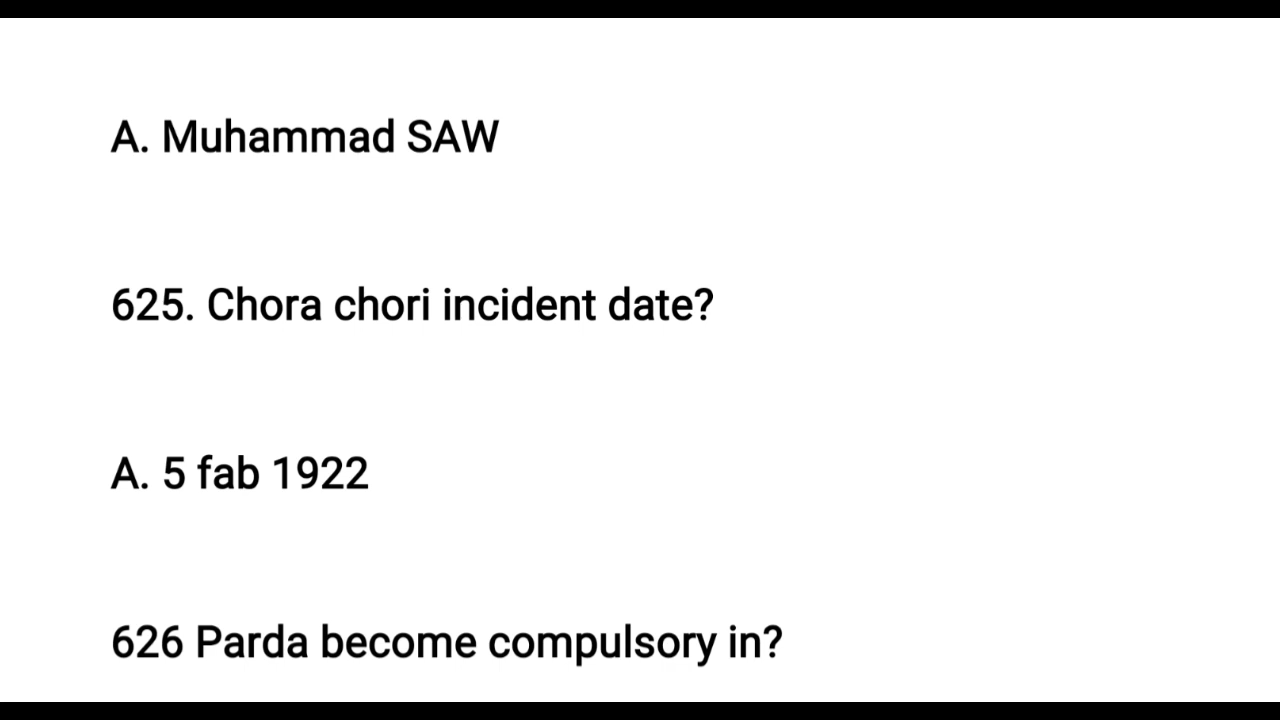 A. Muhammad SAW
625. Chora chori incident date?
A. 5 fab 1922
626 Parda become compulsory in?